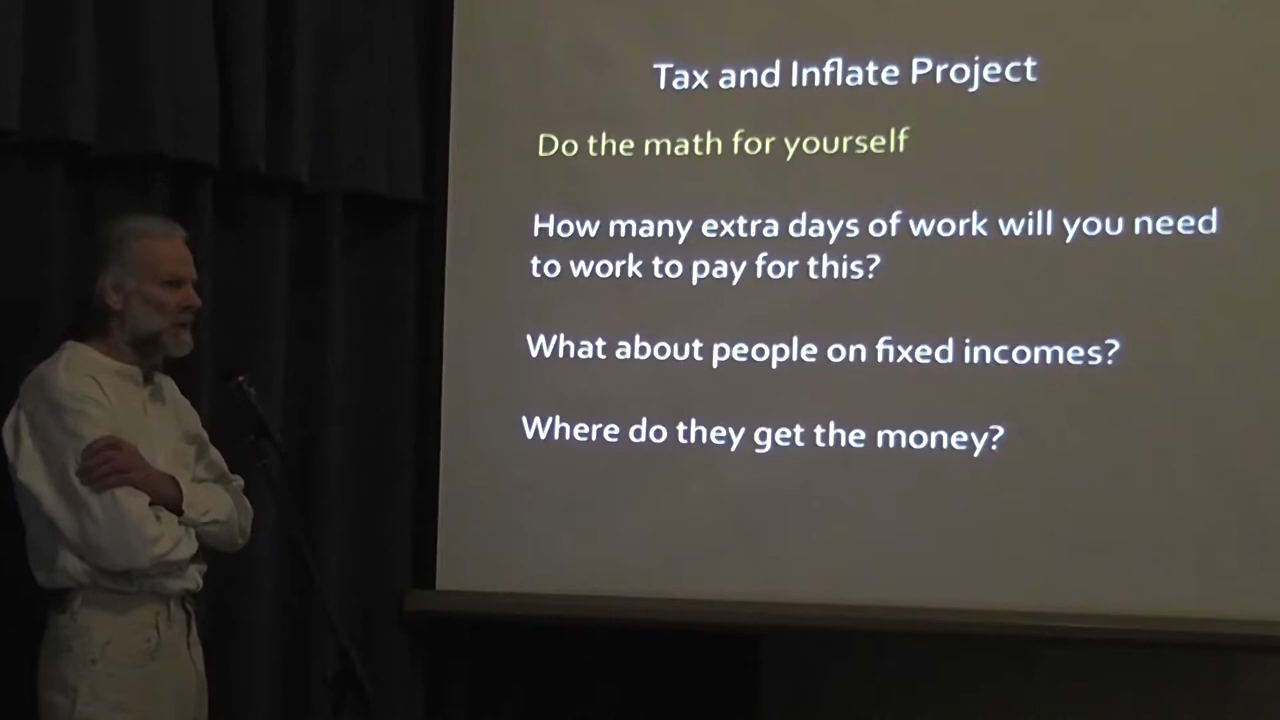 Tax and Inflate Project
Do the math for yourself
How many extra days of work will you need
to work to pay for this?
What about people on fixed incomes?
Where do they get the money?